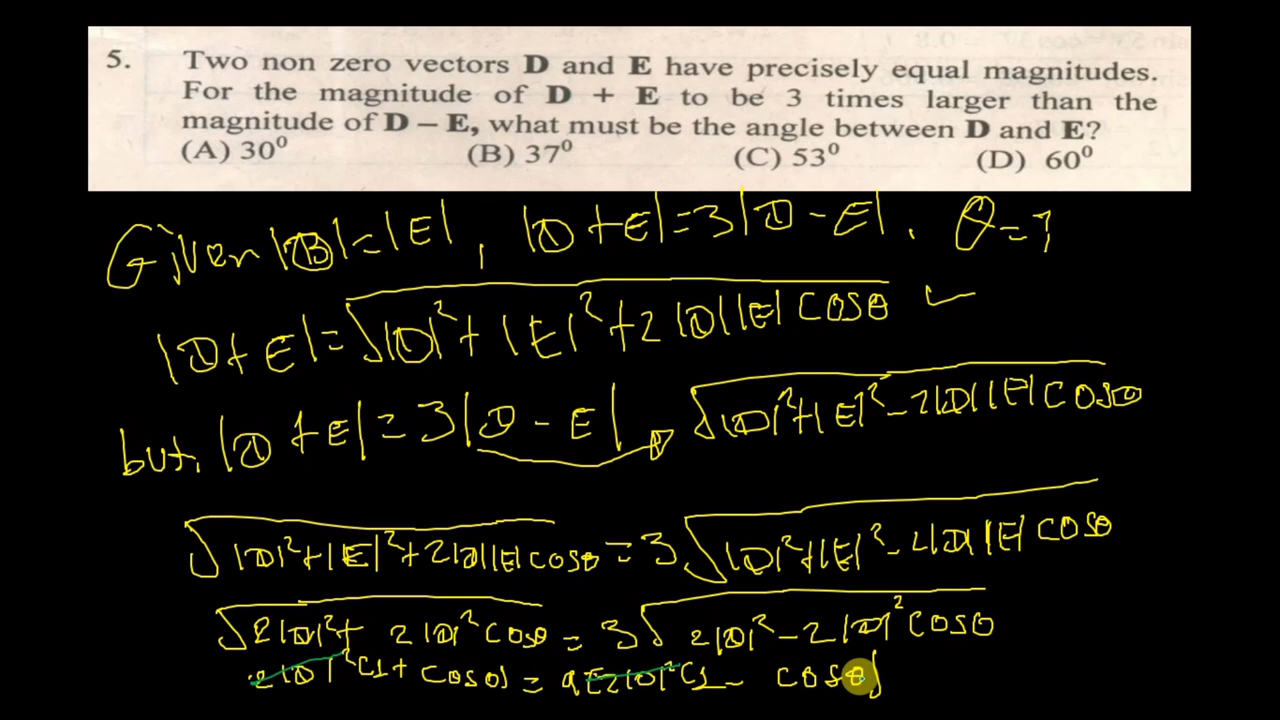 5. Two non zero vectors D and E have precisely equal magnitudes.
For the magnitude of D + E to be 3 times larger than the
magnitude of D – E, what must be the angle between D and E?
(A) 30⁰ (B) 37⁰ (C) 53⁰ (D) 60⁰
Given |D| = |E|, |D + E| = 3|D - E|. θ = ?
|D + E| = √|D|² + |E|² + 2|D||E| cosθ ✓
but, |D + E| = 3|D - E| → √|D|² + |E|² - 2|D||E| cosθ
√|D|² + |E|² + 2|D||E| cosθ = 3√|D|² + |E|² - 2|D||E| cosθ
√2|D|² + 2|D|² cosθ = 3√2|D|² - 2|D|² cosθ
2|D|²(1 + cosθ) = 9[2|D|²(1 - cosθ)